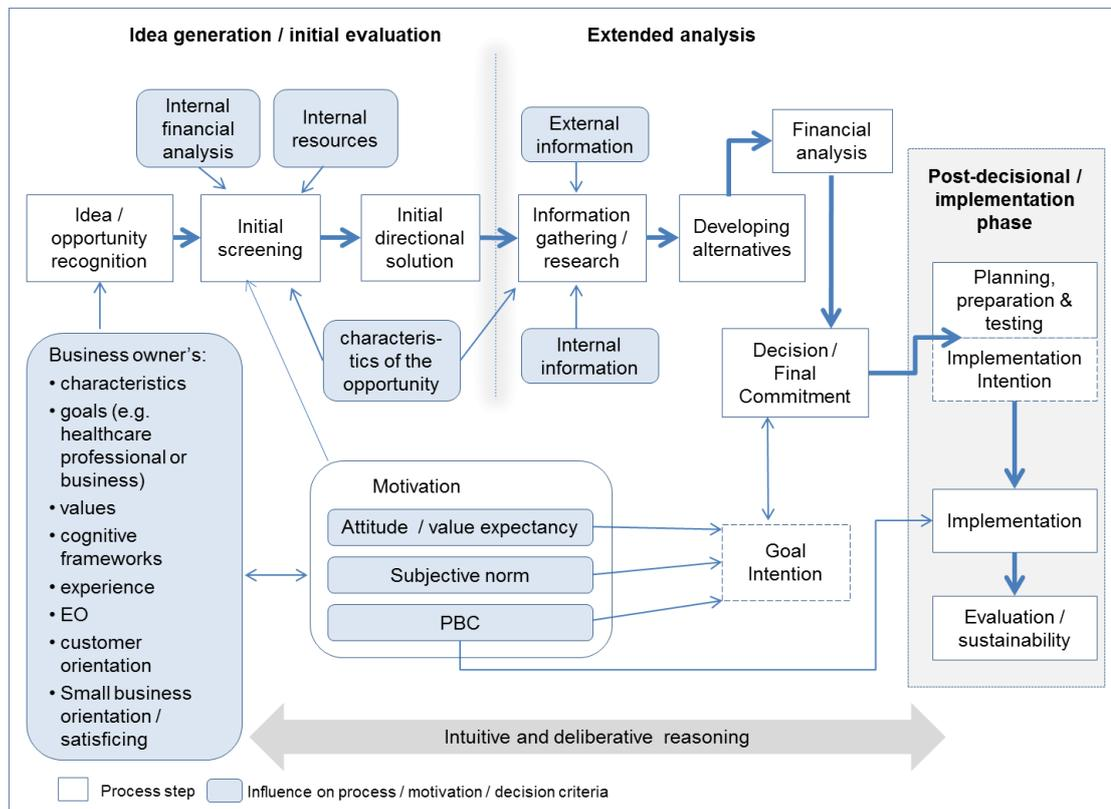 Idea generation / initial evaluation
Extended analysis
Internal
financial
analysis
Internal
resources
External
information
Financial
analysis
Post-decisional /
implementation
phase
Idea /
opportunity
recognition
Initial
screening
Initial
directional
solution
Information
gathering /
research
Developing
alternatives
Planning,
preparation &
testing
Implementation
Intention
characteris-
tics of the
opportunity
Internal
information
Decision /
Final
Commitment
Business owner's:
• characteristics
• goals (e.g.
healthcare
professional or
business)
• values
• cognitive
frameworks
• experience
• EO
• customer
orientation
• Small business
orientation /
satisficing
Motivation
Attitude / value expectancy
Subjective norm
PBC
Goal
Intention
Implementation
Evaluation /
sustainability
Intuitive and deliberative reasoning
Process step
Influence on process / motivation / decision criteria